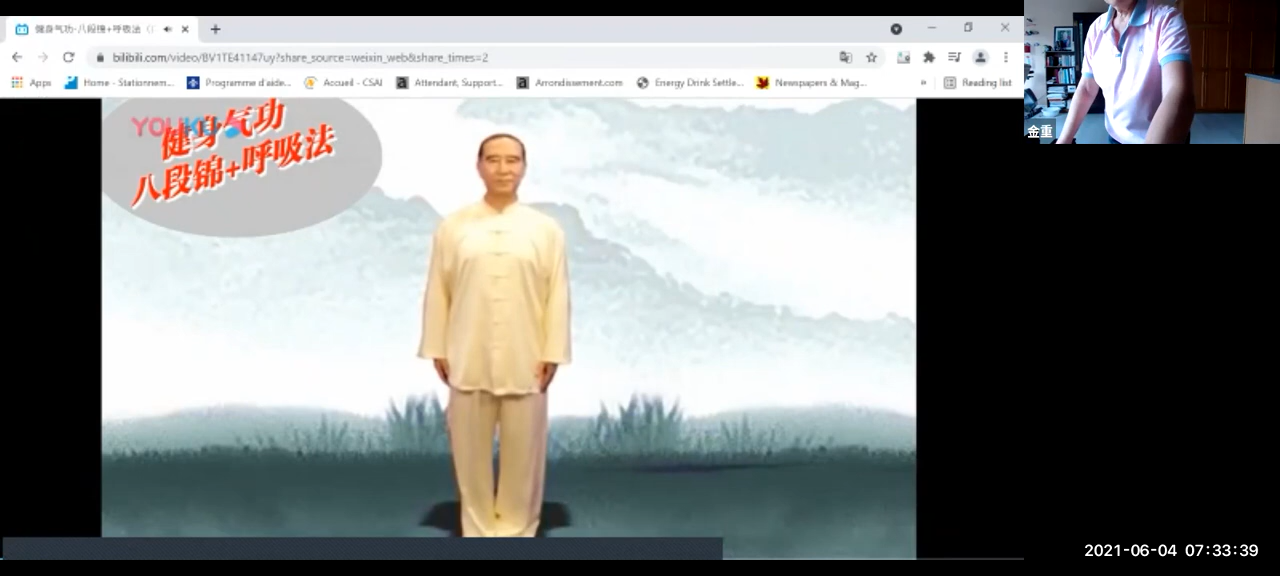 健身气功-八段锦+呼吸法
bilibili.com/video/BV1TE41147uy?share_source=weixin_web&share_times=2
Apps
Home - Stationnem...
Programme d'aide...
Accueil - CSAI
Attendant, Support...
Arrondissement.com
Energy Drink Settle...
Newspapers & Mag...
»
Reading list
YOUKU
健身气功
八段锦+呼吸法
金重
2021-06-04 07:33:39